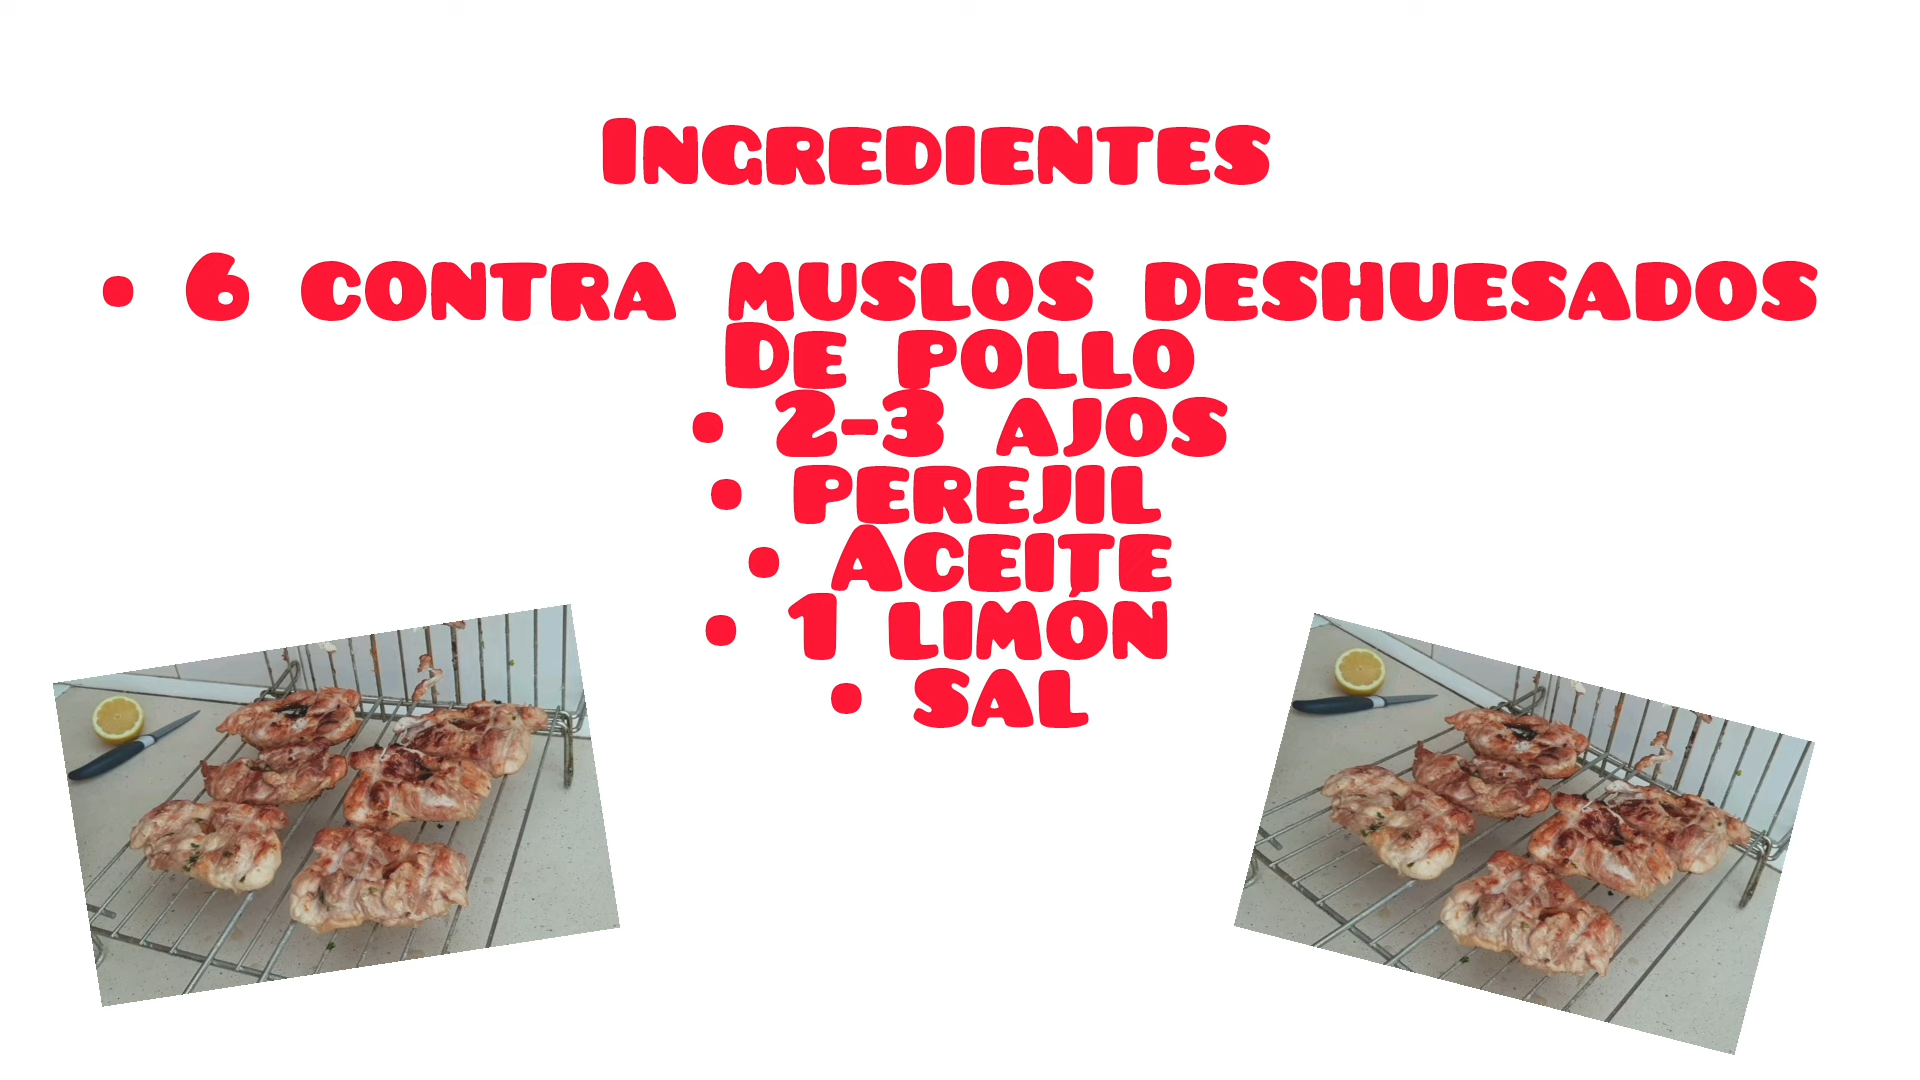 Ingredientes
• 6 contra muslos deshuesados
De pollo
• 2-3 ajos
• perejil
• Aceite
• 1 limón
• sal